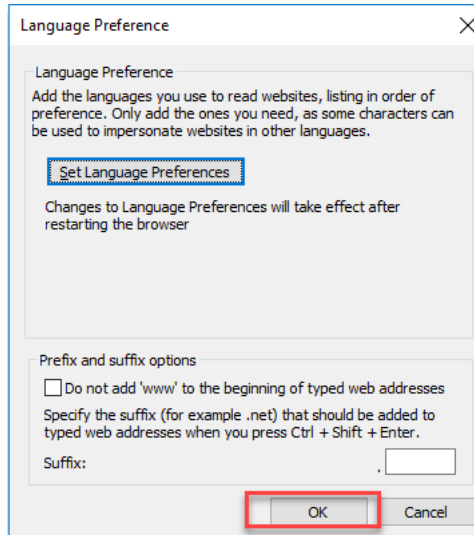 Language Preference
Language Preference
Add the languages you use to read websites, listing in order of
preference. Only add the ones you need, as some characters can
be used to impersonate websites in other languages.
Set Language Preferences
Changes to Language Preferences will take effect after
restarting the browser
Prefix and suffix options
Do not add 'www' to the beginning of typed web addresses
Specify the suffix (for example .net) that should be added to
typed web addresses when you press Ctrl + Shift + Enter.
Suffix: .
OK Cancel